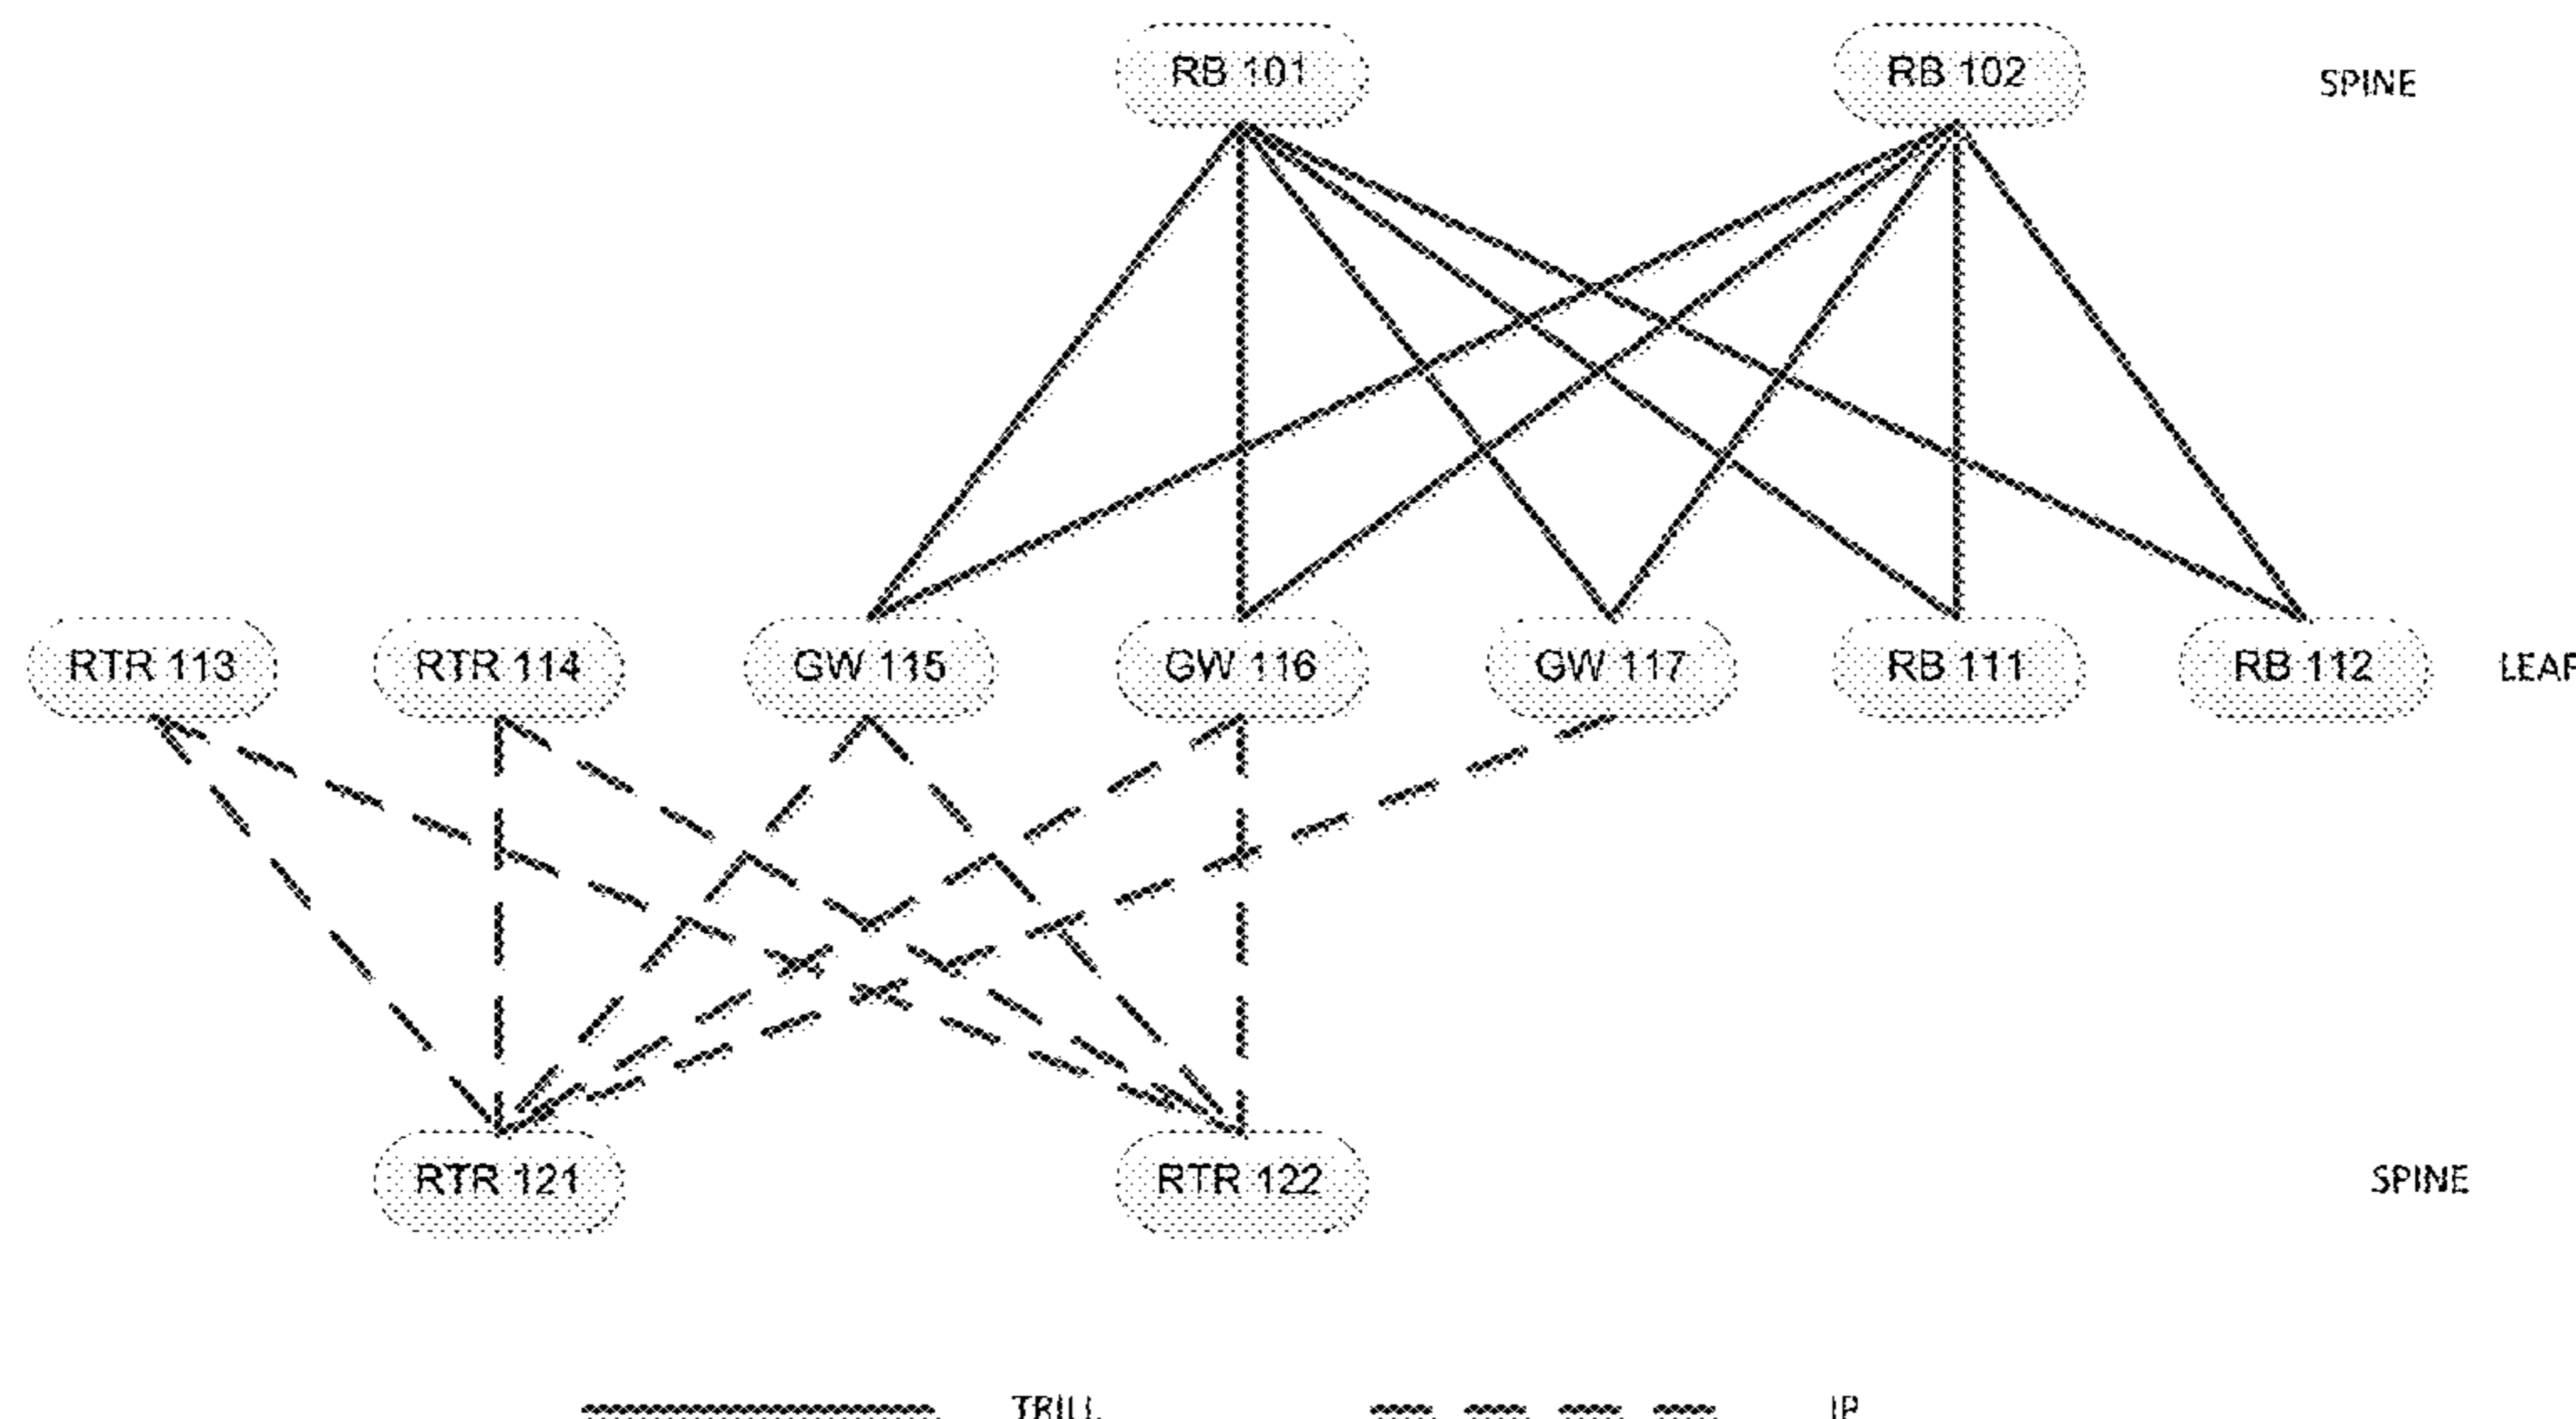 RB 101 RB 102 SPINE
RTR 113 RTR 114 GW 115 GW 116 GW 117 RB 111 RB 112 LEAF
RTR 121 RTR 122 SPINE
TRILL IP